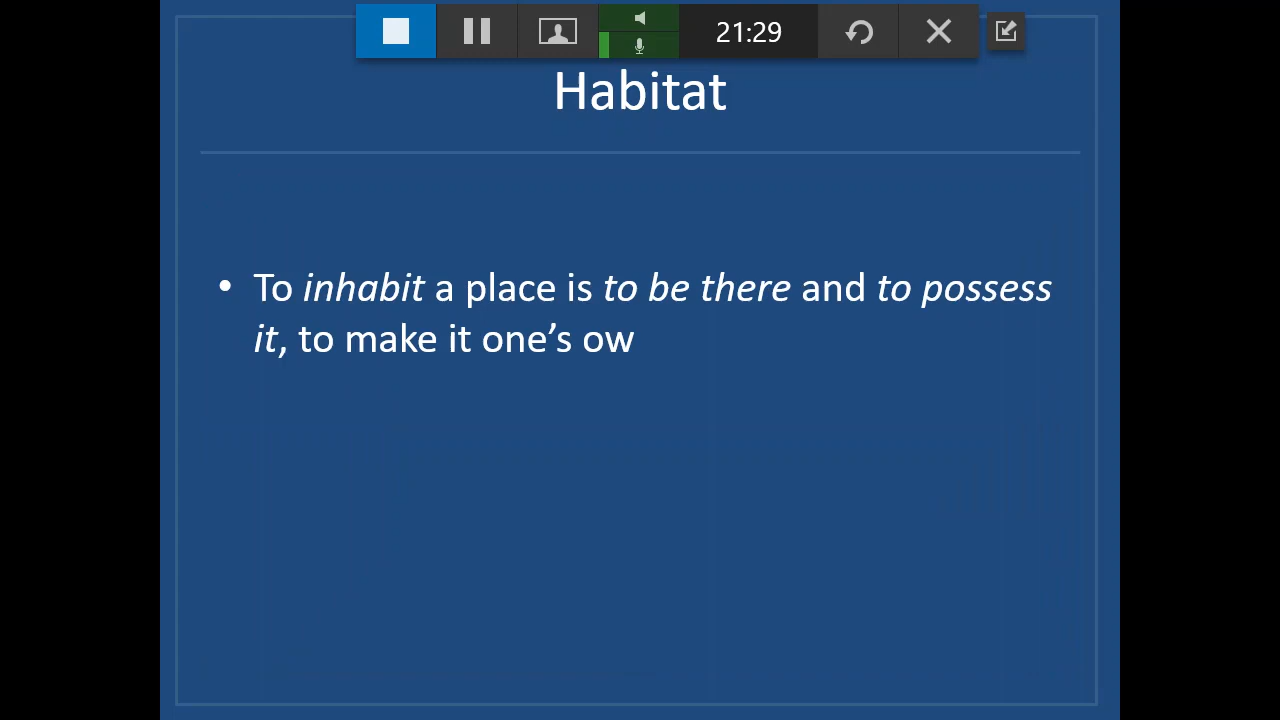 21:29
Habitat
• To inhabit a place is to be there and to possess
it, to make it one’s ow